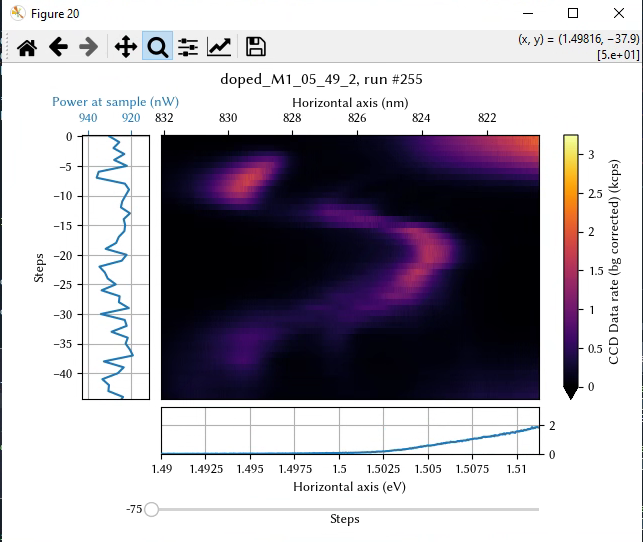 Figure 20
(x, y) = (1.49816, −37.9)
[5.e+01]
doped_M1_05_49_2, run #255
Power at sample (nW)
Horizontal axis (nm)
940 920 832 830 828 826 824 822
0
−5
−10
−15
−20
−25
−30
−35
−40
Steps
3
2.5
2
1.5
1
0.5
0
CCD Data rate (bg corrected) (kcps)
2
0
1.49 1.4925 1.495 1.4975 1.5 1.5025 1.505 1.5075 1.51
Horizontal axis (eV)
-75
Steps